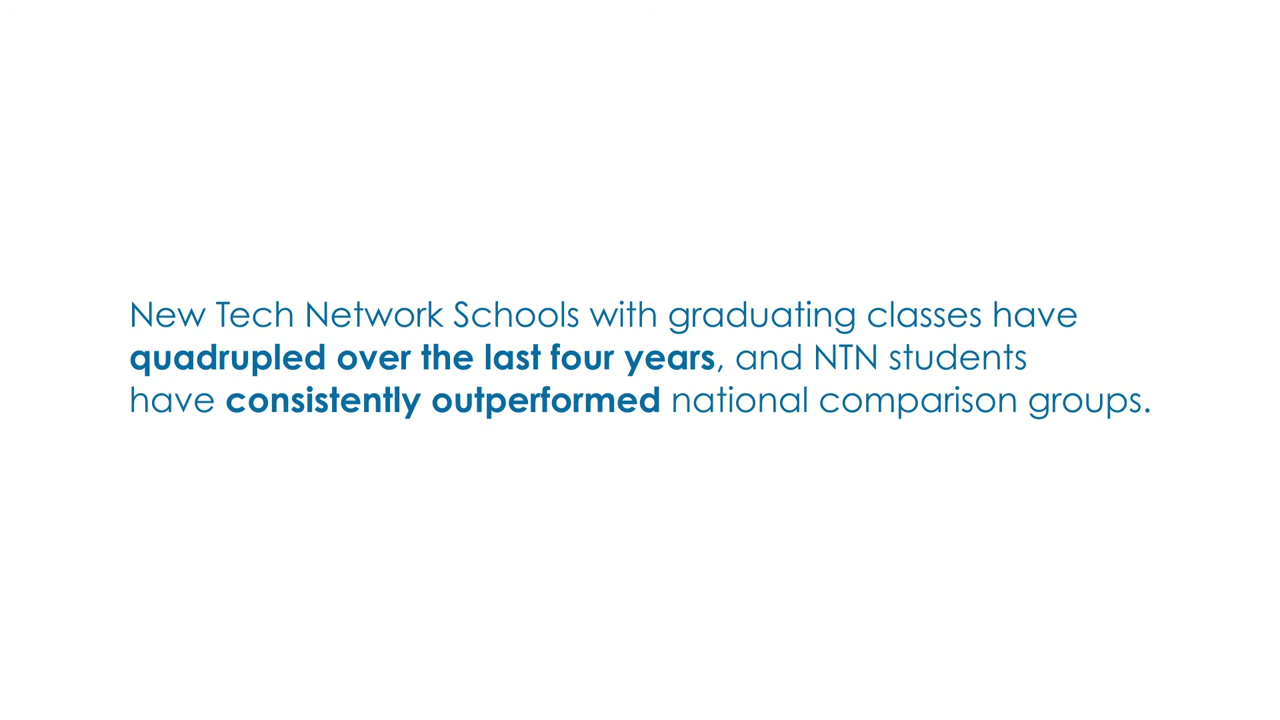 New Tech Network Schools with graduating classes have
quadrupled over the last four years, and NTN students
have consistently outperformed national comparison groups.